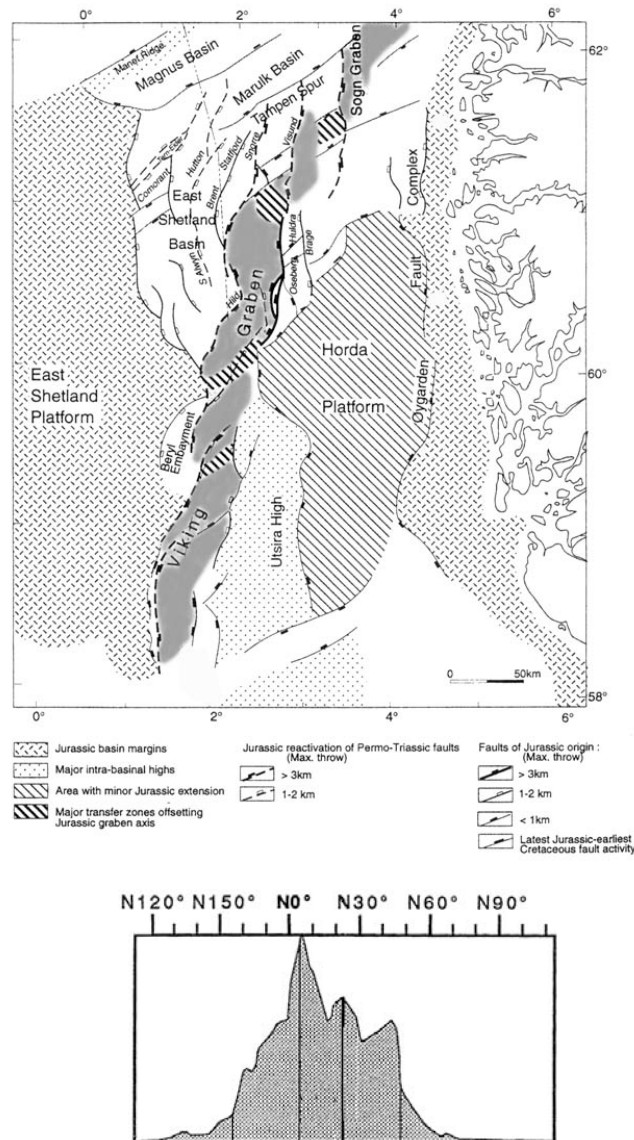 0°
2°
4°
6°
62°
Manet Ridge
Magnus Basin
Marulk Basin
Tampen Spur
Sogn Graben
Visund
Snorre
Statfjord
Hutton
Cormorant
Brent
East
Shetland
Basin
S Alwyn
Hild
Graben
Huldra
Oseberg
Brage
Complex
Fault
Oygarden
Horda
Platform
60°
East
Shetland
Platform
Beryl
Embayment
Viking
Utsira High
0 50km
58°
0°
2°
4°
6°
Jurassic basin margins
Major intra-basinal highs
Area with minor Jurassic extension
Major transfer zones offsetting
Jurassic graben axis
Jurassic reactivation of Permo-Triassic faults
(Max. throw)
> 3km
1-2 km
Faults of Jurassic origin :
(Max. throw)
> 3km
1-2 km
< 1km
Latest Jurassic-earliest
Cretaceous fault activity
N120° N150° N0° N30° N60° N90°